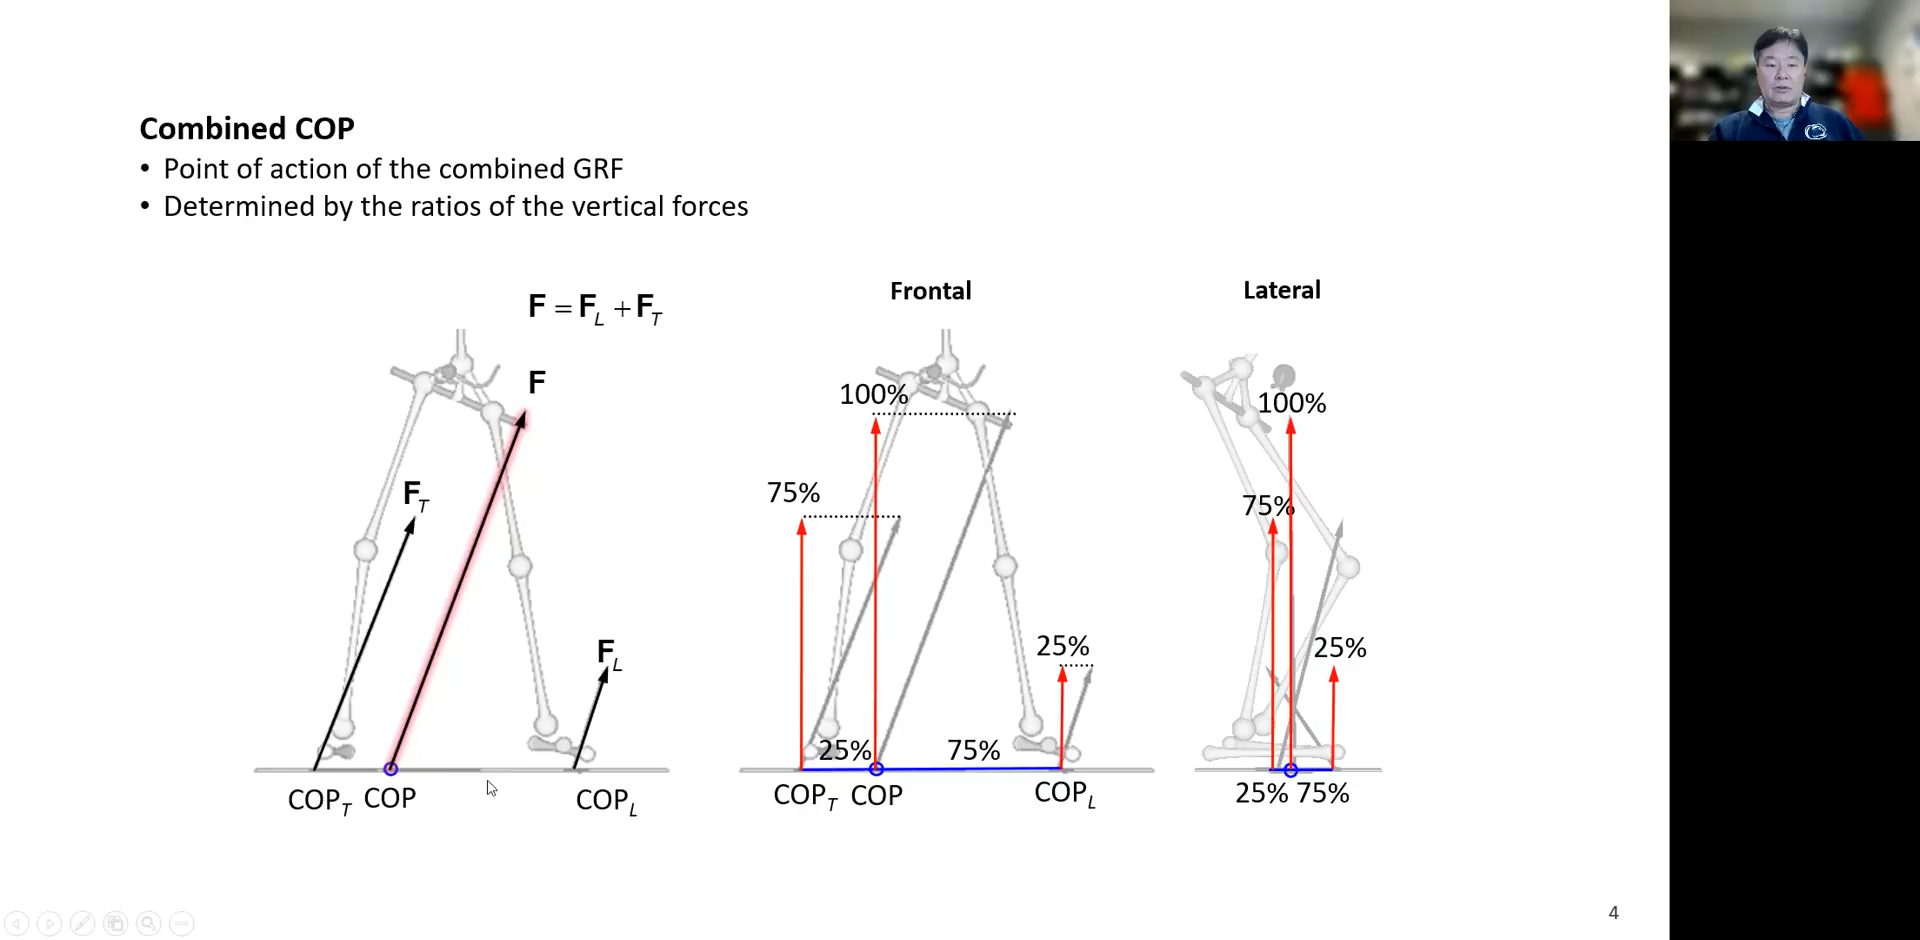 Combined COP
• Point of action of the combined GRF
• Determined by the ratios of the vertical forces
F = F_L + F_T
F
F_T
F_L
COP_T COP COP_L
Frontal
100%
75%
25%
25% 75%
COP_T COP COP_L
Lateral
100%
75%
25%
25% 75%
4